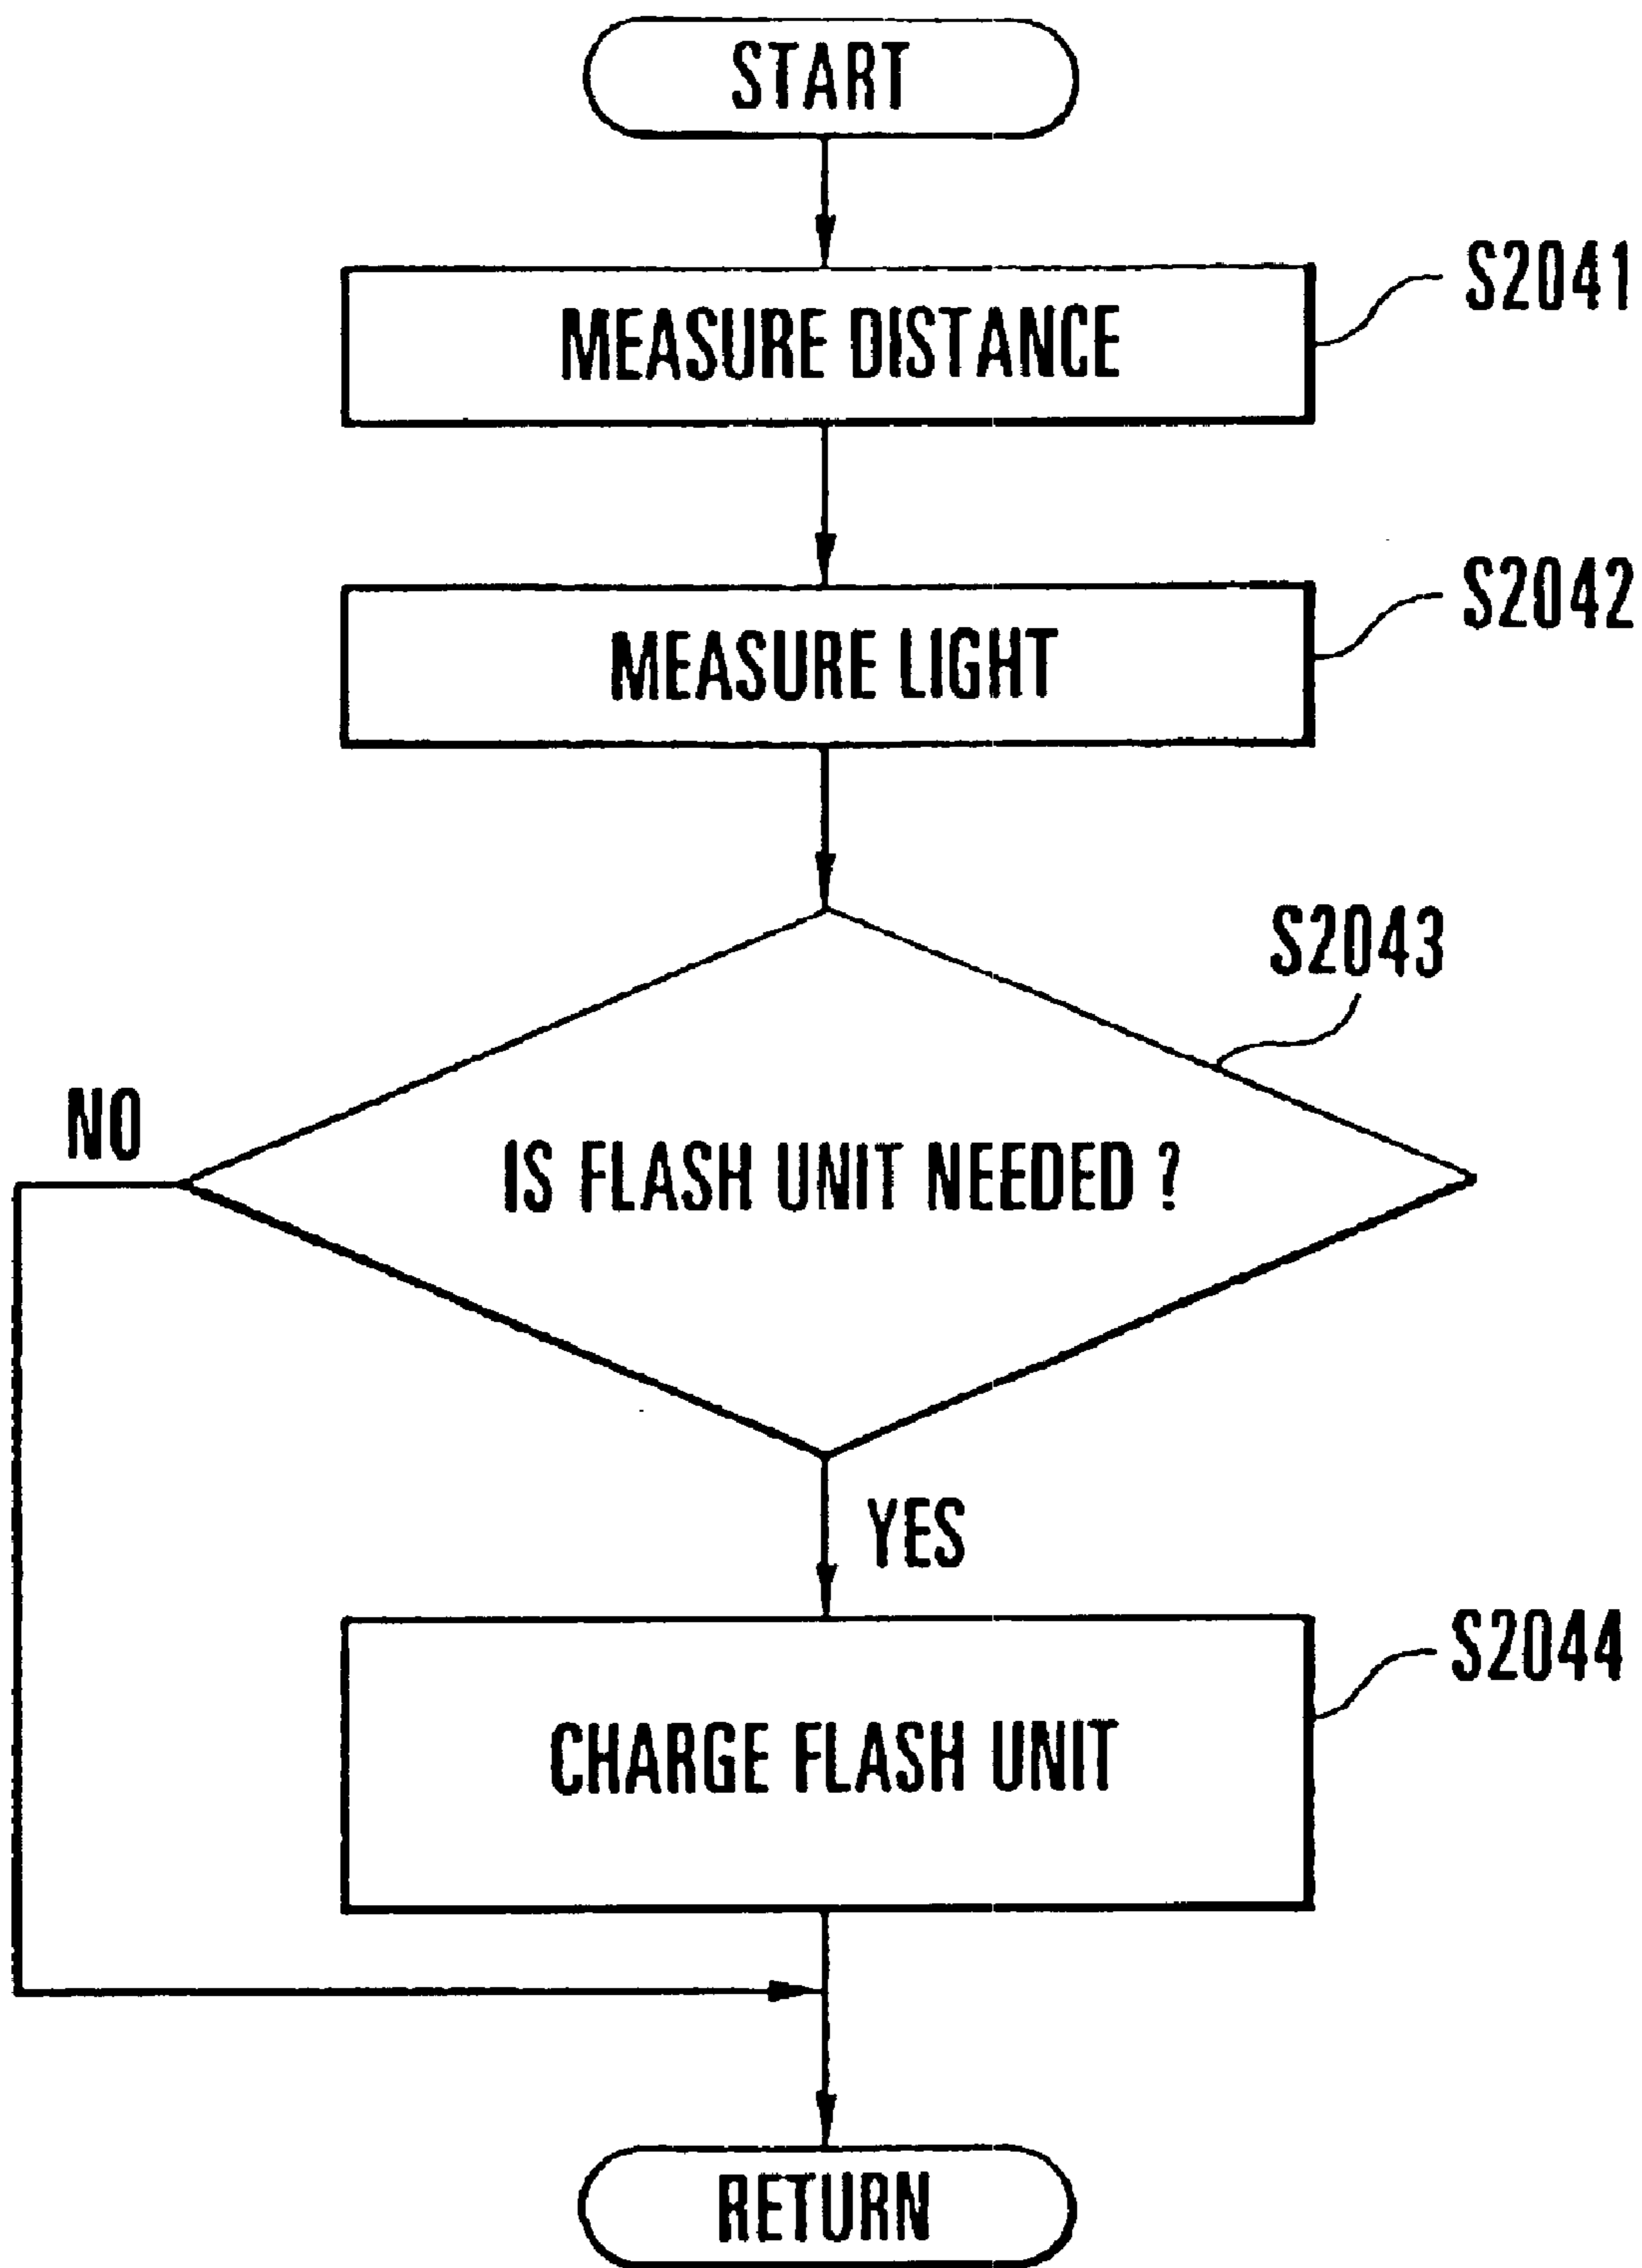 START
MEASURE DISTANCE
S2041
MEASURE LIGHT
S2042
S2043
NO
IS FLASH UNIT NEEDED ?
YES
CHARGE FLASH UNIT
S2044
RETURN